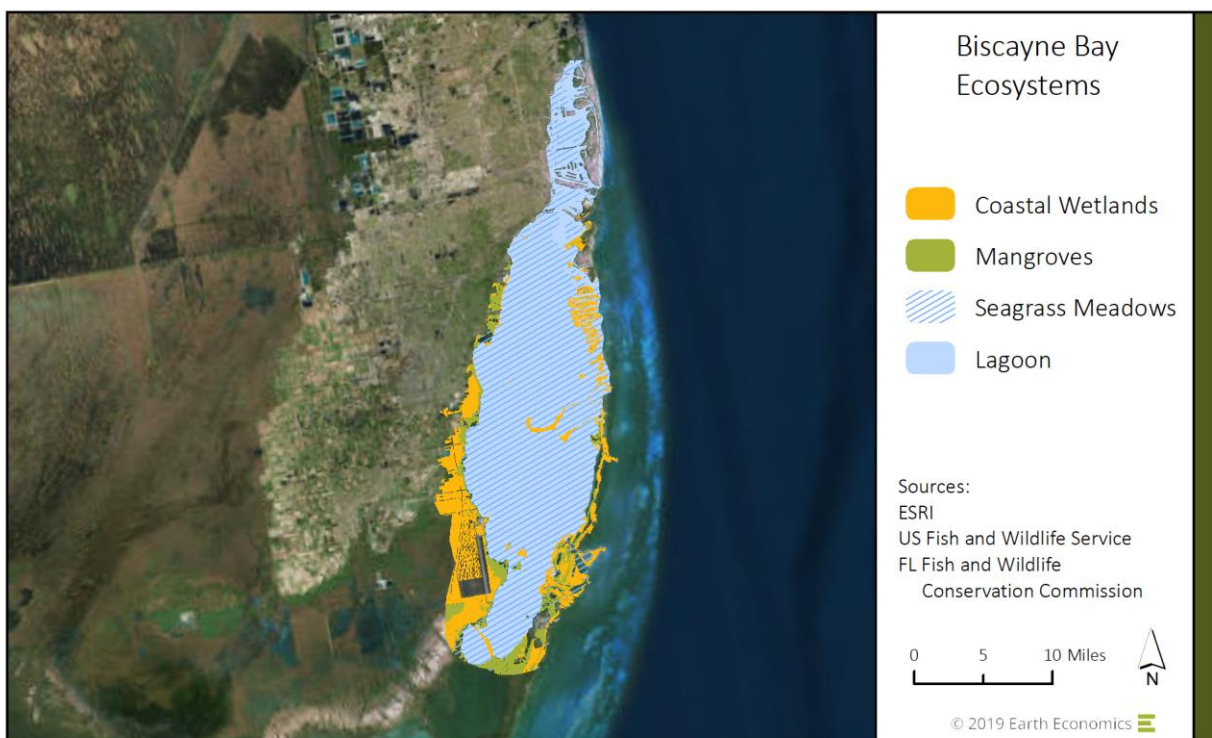 Biscayne Bay
Ecosystems
Coastal Wetlands
Mangroves
Seagrass Meadows
Lagoon
Sources:
ESRI
US Fish and Wildlife Service
FL Fish and Wildlife
Conservation Commission
0 5 10 Miles
N
© 2019 Earth Economics